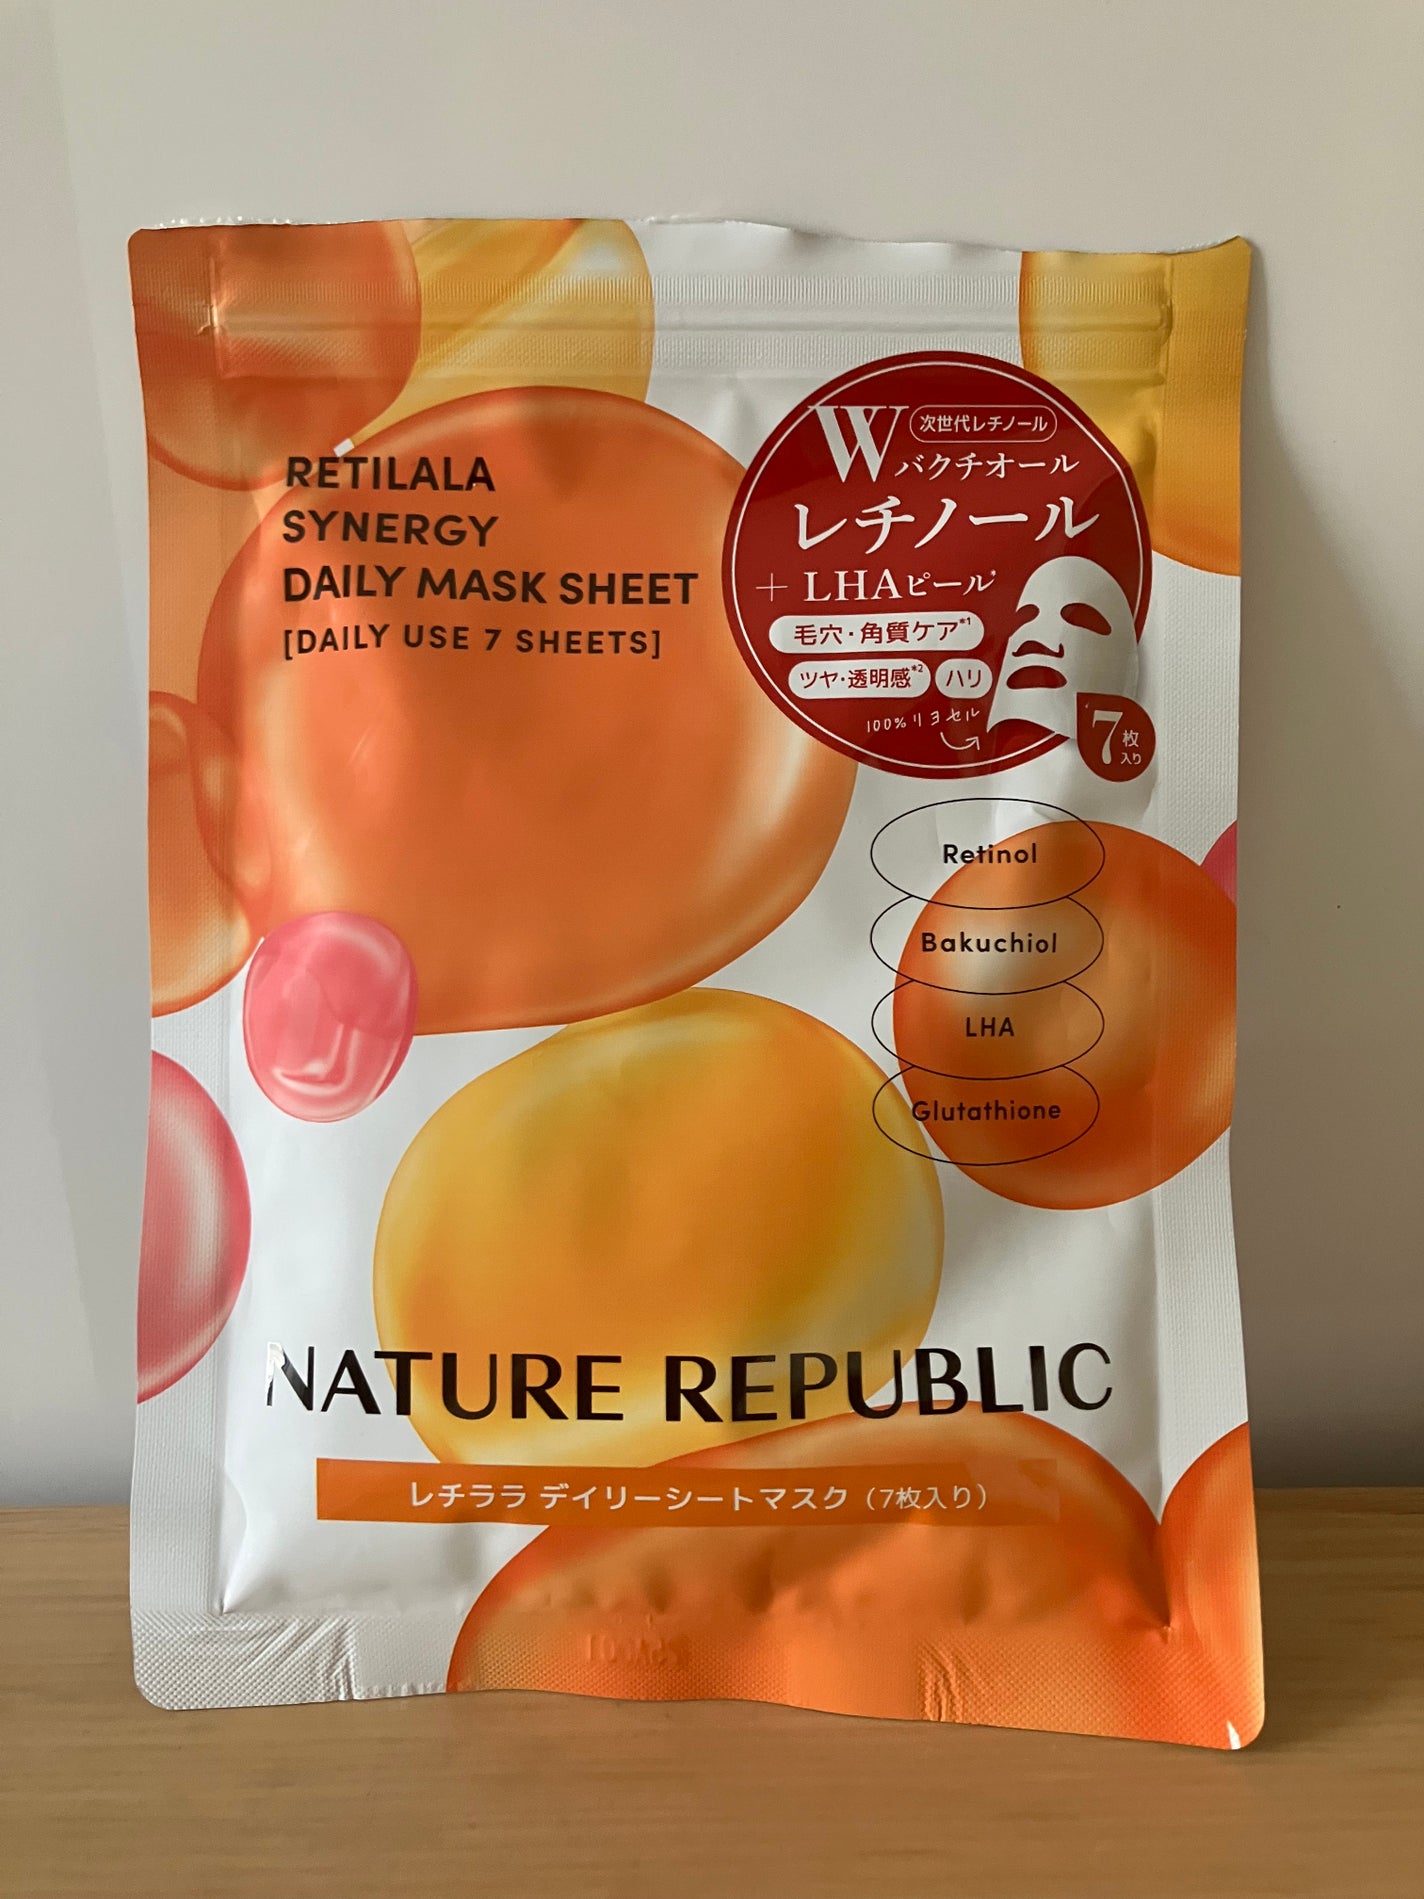 RETILALA
SYNERGY
DAILY MASK SHEET
[DAILY USE 7 SHEETS]
W 次世代レチノール
バクチオール
レチノール
+ LHAピール*
毛穴・角質ケア*1
ツヤ・透明感*2 ハリ
100%リヨセル
7枚入り
Retinol
Bakuchiol
LHA
Glutathione
NATURE REPUBLIC
レチララ デイリーシートマスク（7枚入り）